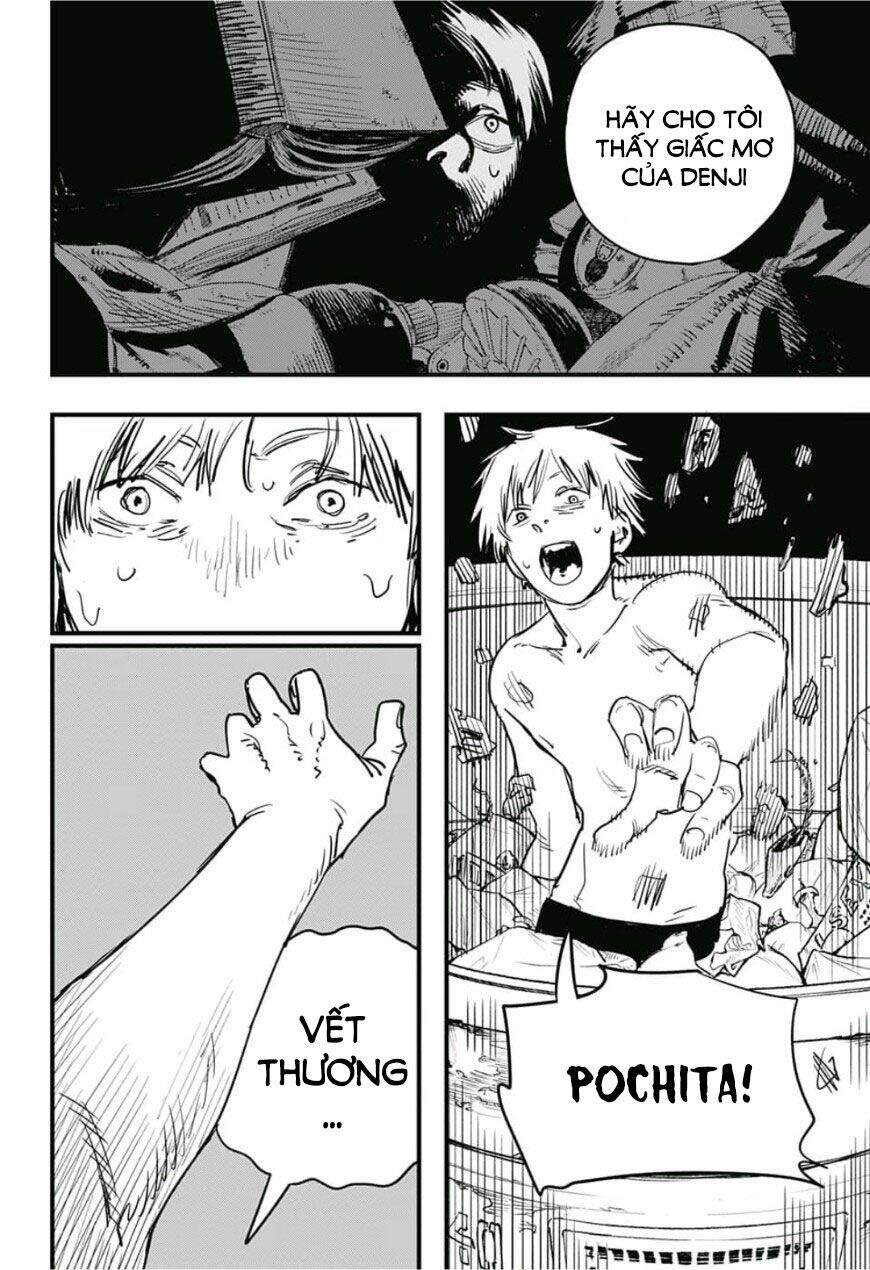 HÃY CHO TÔI
THẤY GIẤC MƠ
CỦA DENJI
POCHITA!
VẾT
THƯƠNG
...